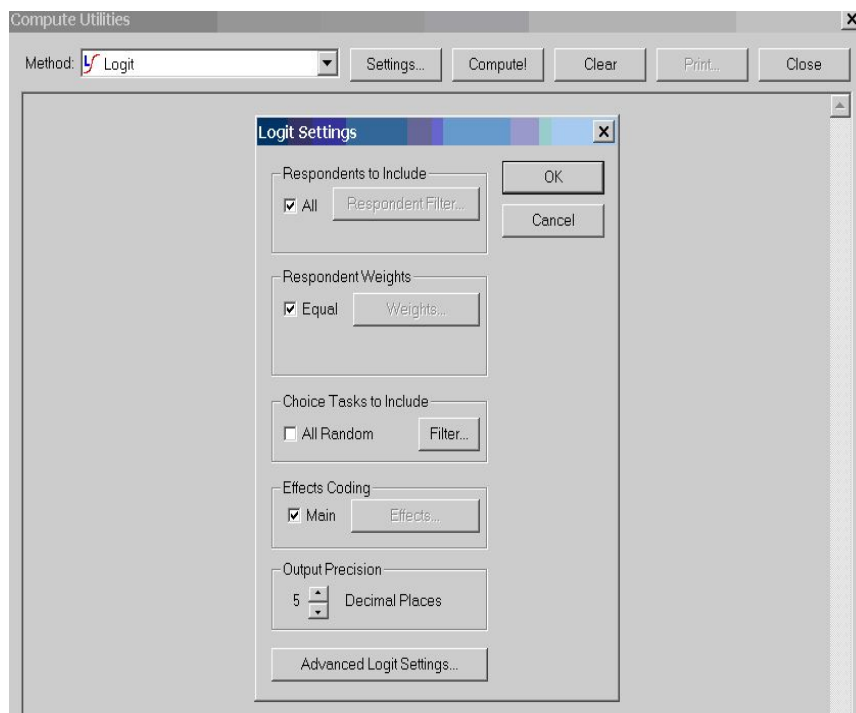 Compute Utilities
Method: Logit Settings... Compute! Clear Print... Close
Logit Settings
Respondents to Include
All Respondent Filter...
OK
Cancel
Respondent Weights
Equal Weights...
Choice Tasks to Include
All Random Filter...
Effects Coding
Main Effects...
Output Precision
5 Decimal Places
Advanced Logit Settings...